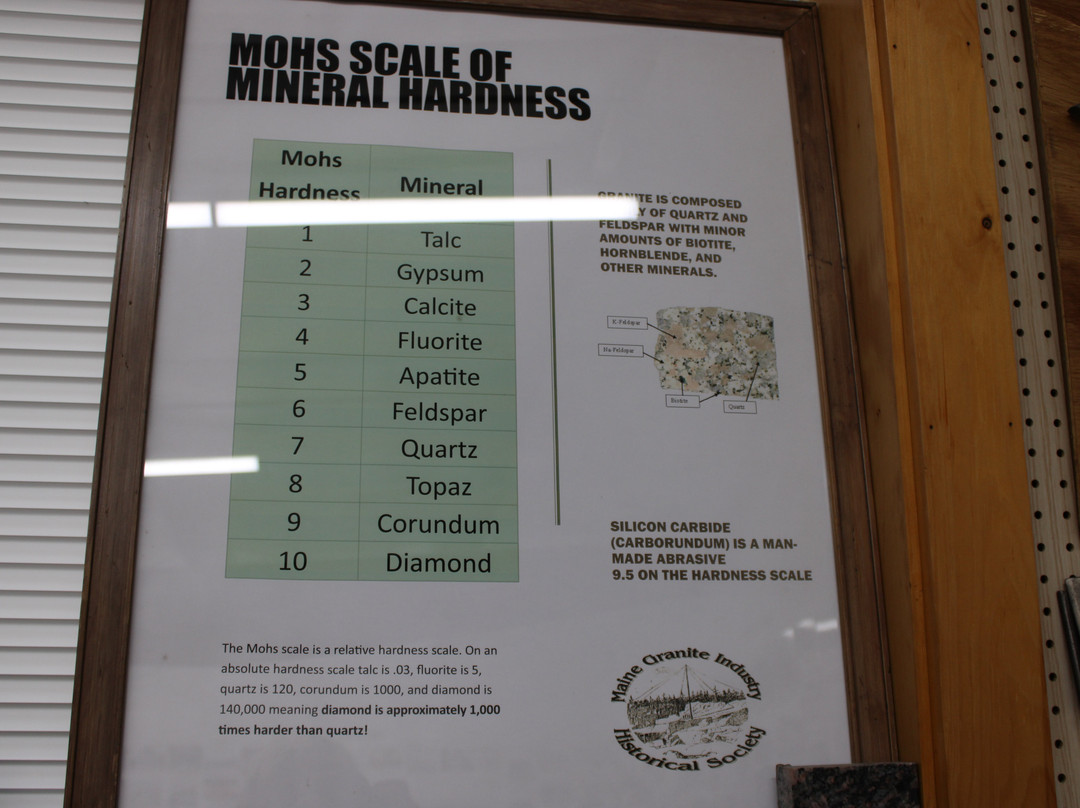 MOHS SCALE OF
MINERAL HARDNESS
Mohs
Hardness Mineral
1 Talc
2 Gypsum
3 Calcite
4 Fluorite
5 Apatite
6 Feldspar
7 Quartz
8 Topaz
9 Corundum
10 Diamond
The Mohs scale is a relative hardness scale. On an
absolute hardness scale talc is .03, fluorite is 5,
quartz is 120, corundum is 1000, and diamond is
140,000 meaning diamond is approximately 1,000
times harder than quartz!
GRANITE IS COMPOSED
OF QUARTZ AND
FELDSPAR WITH MINOR
AMOUNTS OF BIOTITE,
HORNBLENDE, AND
OTHER MINERALS.
K-Feldspar
Na-Feldspar
Biotite
Quartz
SILICON CARBIDE
(CARBORUNDUM) IS A MAN-
MADE ABRASIVE
9.5 ON THE HARDNESS SCALE
Maine Granite Industry
Historical Society